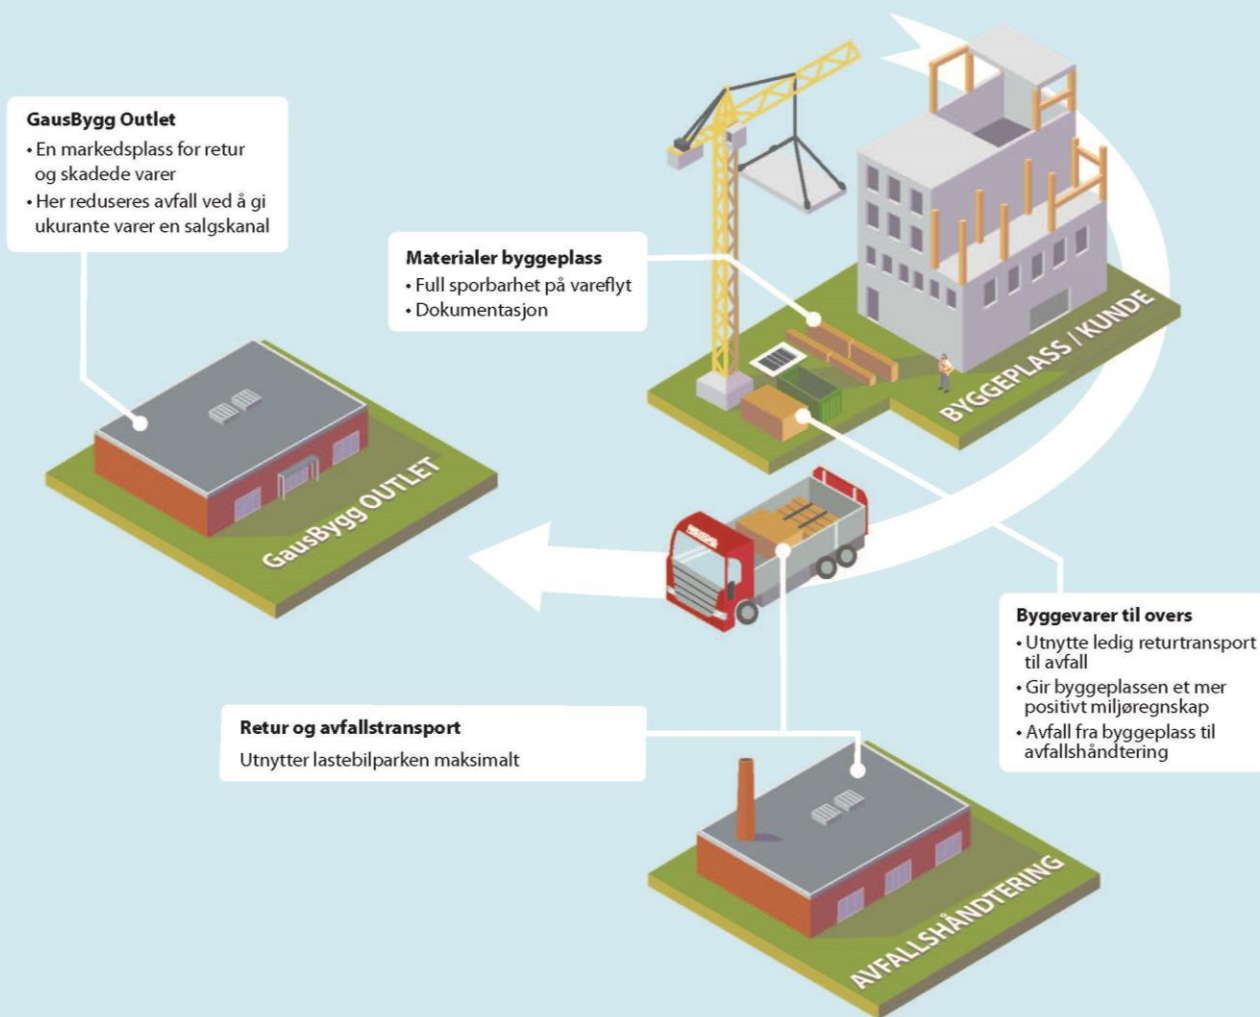 GausBygg Outlet
• En markedsplass for retur
og skadede varer
• Her reduseres avfall ved å gi
ukurante varer en salgskanal
Materialer byggeplass
• Full sporbarhet på vareflyt
• Dokumentasjon
BYGGEPLASS / KUNDE
GausBygg OUTLET
Byggevarer til overs
• Utnytte ledig returtransport
til avfall
• Gir byggeplassen et mer
positivt miljøregnskap
• Avfall fra byggeplass til
avfallshåndtering
Retur og avfallstransport
Utnytter lastebilparken maksimalt
AVFALLSHÅNDTERING